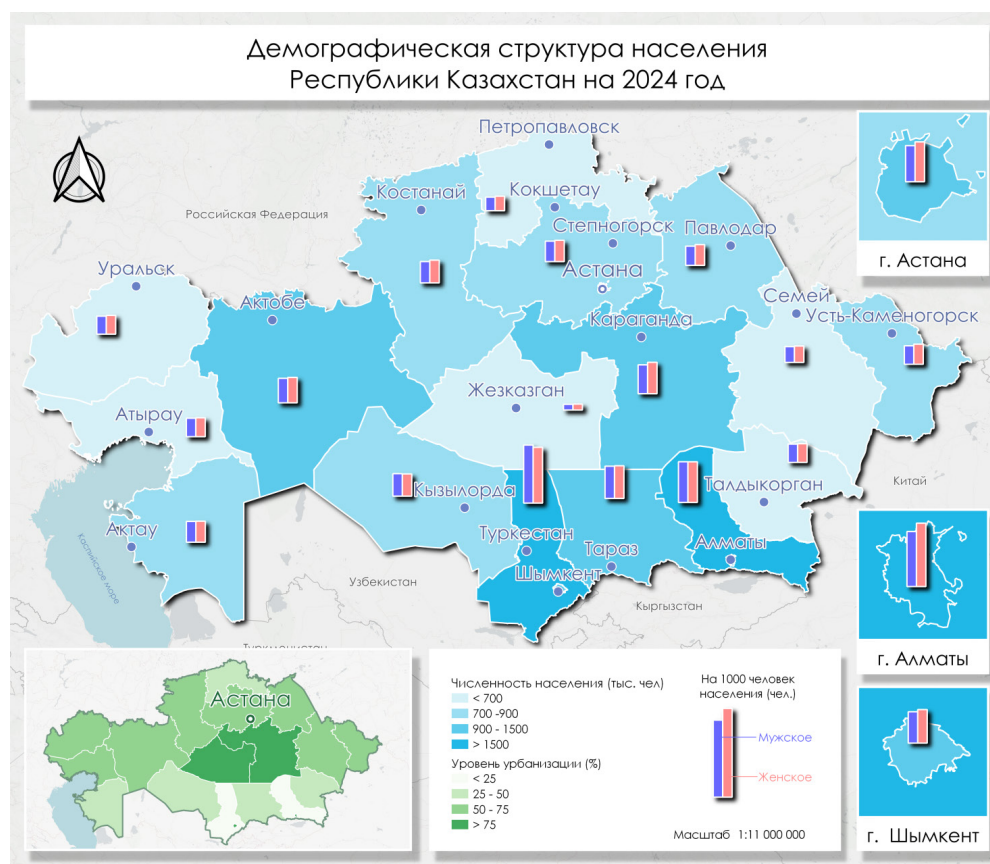 Демографическая структура населения
Республики Казахстан на 2024 год
Петропавловск
Костанай
Кокшетау
Российская Федерация
Степногорск
Павлодар
Астана
г. Астана
Уральск
Актобе
Семей
Усть-Каменогорск
Караганда
Жезказган
Атырау
Китай
Кызылорда
Талдыкорган
Актау
Туркестан
Тараз
Алматы
Каспийское море
Узбекистан
Шымкент
Кыргызстан
Туркменистан
г. Алматы
Астана
Численность населения (тыс. чел)
< 700
700 -900
900 - 1500
> 1500
Уровень урбанизации (%)
< 25
25 - 50
50 - 75
> 75
На 1000 человек
населения (чел.)
Мужское
Женское
Масштаб 1:11 000 000
г. Шымкент